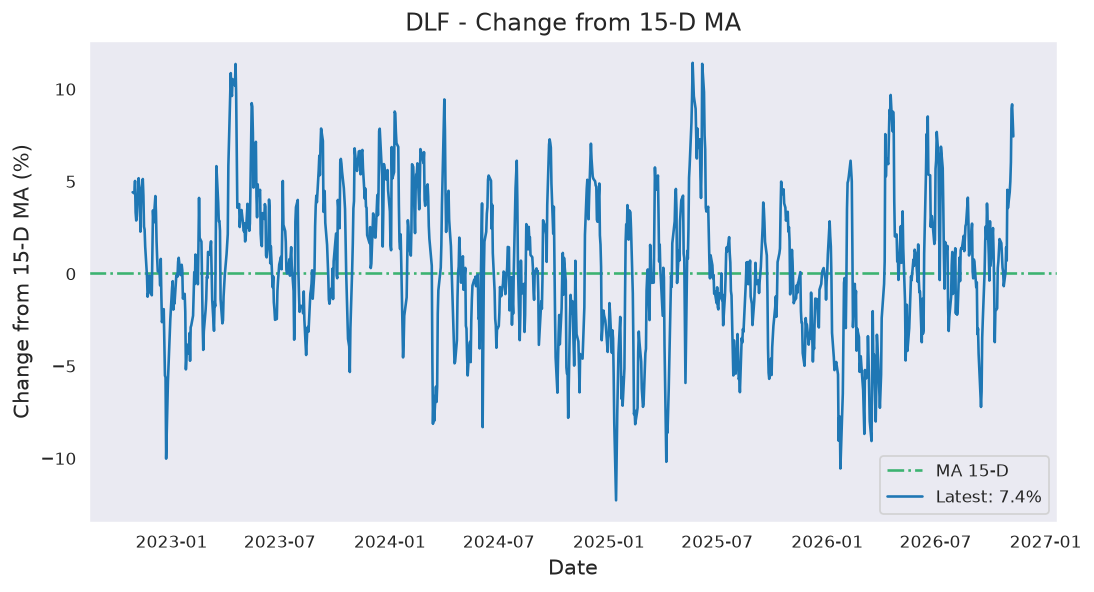 DLF - Change from 15-D MA
Change from 15-D MA (%)
10
5
0
−5
−10
MA 15-D
Latest: 7.4%
2023-01 2023-07 2024-01 2024-07 2025-01 2025-07 2026-01 2026-07 2027-01
Date